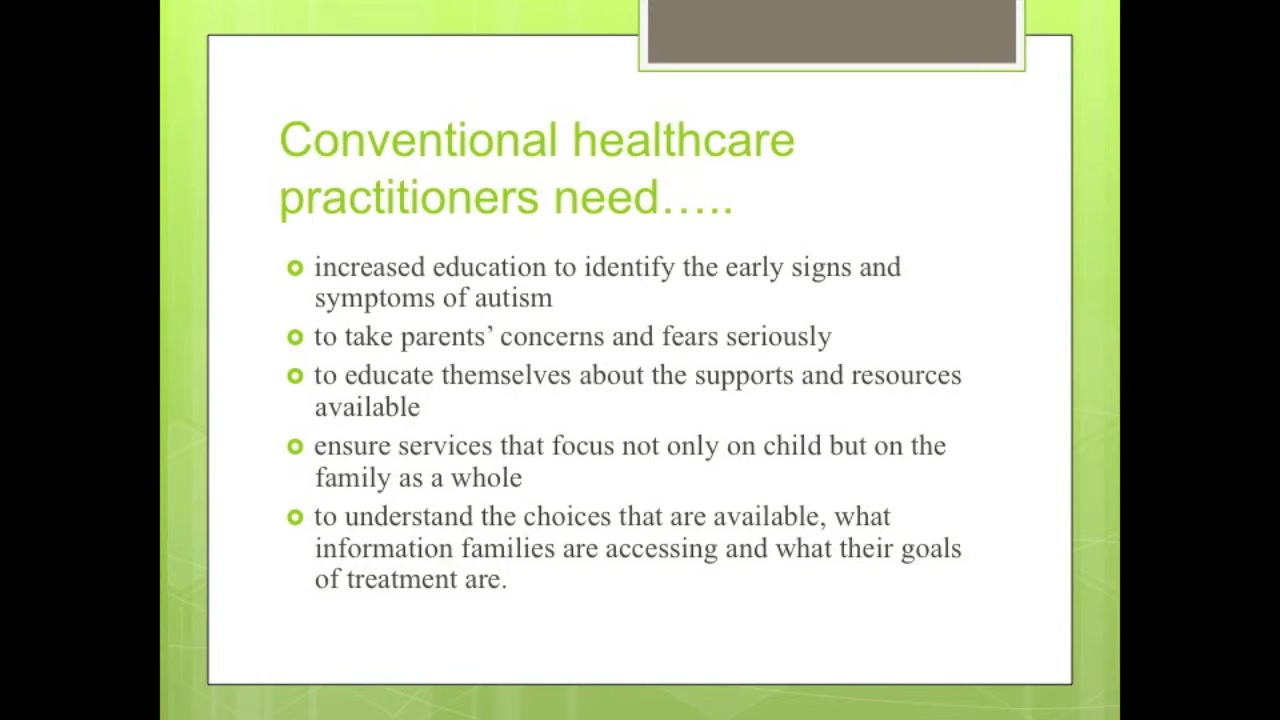 Conventional healthcare
practitioners need…..
increased education to identify the early signs and
symptoms of autism
to take parents’ concerns and fears seriously
to educate themselves about the supports and resources
available
ensure services that focus not only on child but on the
family as a whole
to understand the choices that are available, what
information families are accessing and what their goals
of treatment are.